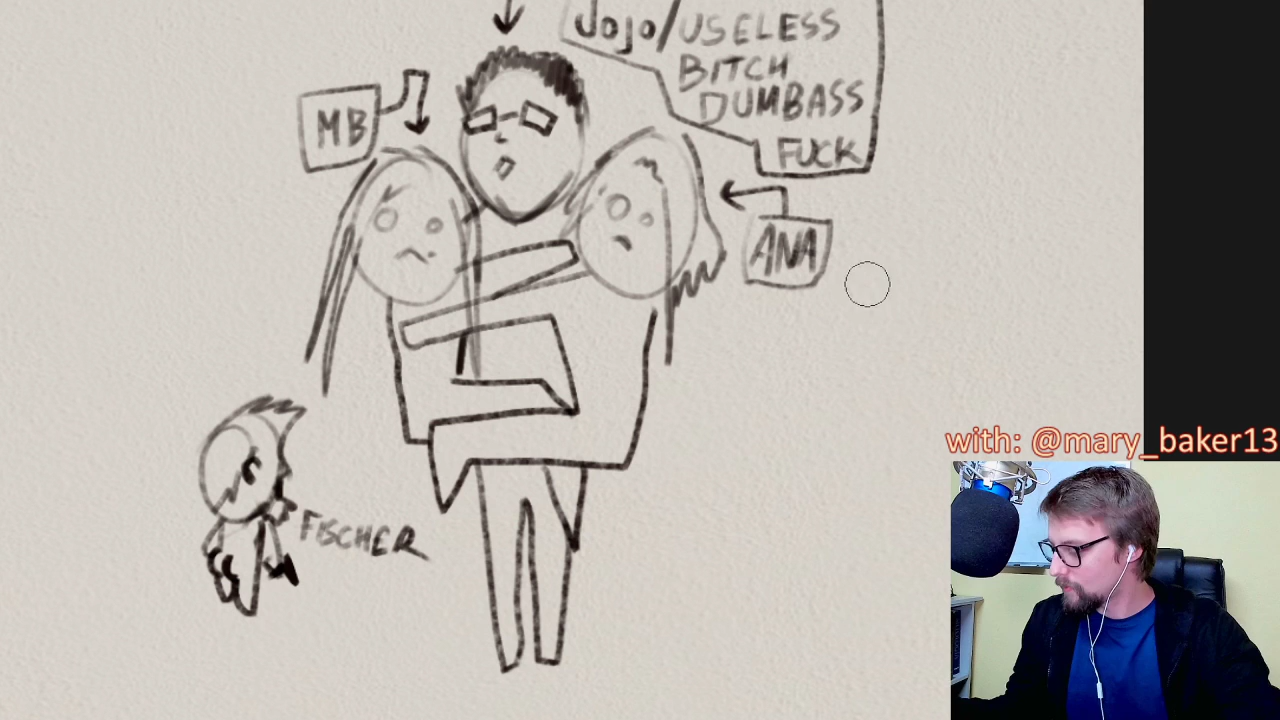 JoJo/USELESS
BITCH
DUMBASS
FUCK
MB
ANA
FISCHER
with: @mary_baker13